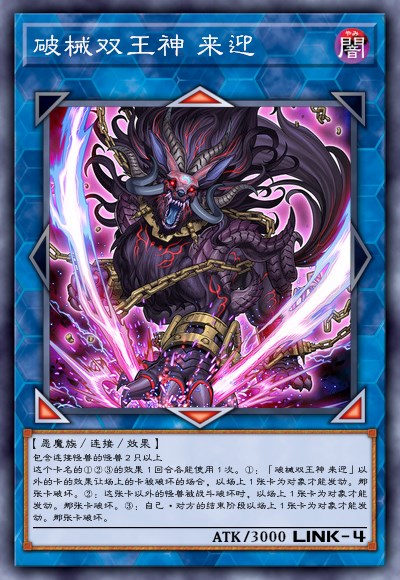 破械双王神 来迎
やみ
闇
【恶魔族／连接／效果】
包含连接怪兽的怪兽２只以上
这个卡名的①②③的效果１回合各能使用１次。①：「破械双王神 来迎」以
外的卡的效果让场上的卡被破坏的场合，以场上１张卡为对象才能发动。那
张卡破坏。②：这张卡以外的怪兽被战斗破坏时，以场上１张卡为对象才能
发动。那张卡破坏。③：自己·对方的结束阶段以场上１张卡为对象才能发
动。那张卡破坏。
ATK/3000 LINK-4